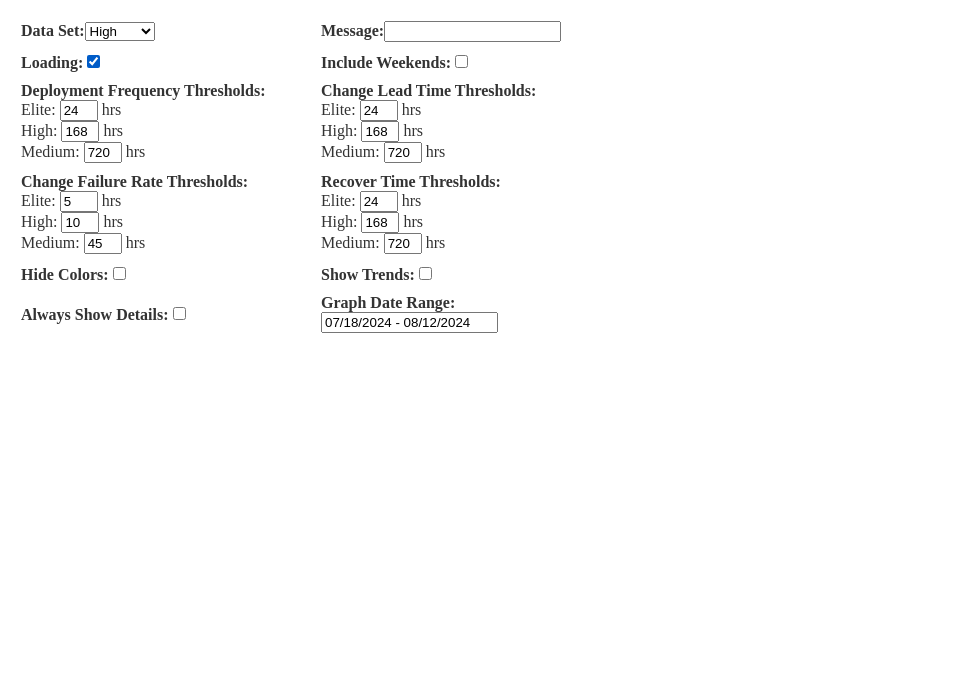 Data Set: High
Message:
Loading:
Include Weekends:
Deployment Frequency Thresholds:
Elite: 24 hrs
High: 168 hrs
Medium: 720 hrs
Change Lead Time Thresholds:
Elite: 24 hrs
High: 168 hrs
Medium: 720 hrs
Change Failure Rate Thresholds:
Elite: 5 hrs
High: 10 hrs
Medium: 45 hrs
Recover Time Thresholds:
Elite: 24 hrs
High: 168 hrs
Medium: 720 hrs
Hide Colors:
Show Trends:
Always Show Details:
Graph Date Range:
07/18/2024 - 08/12/2024